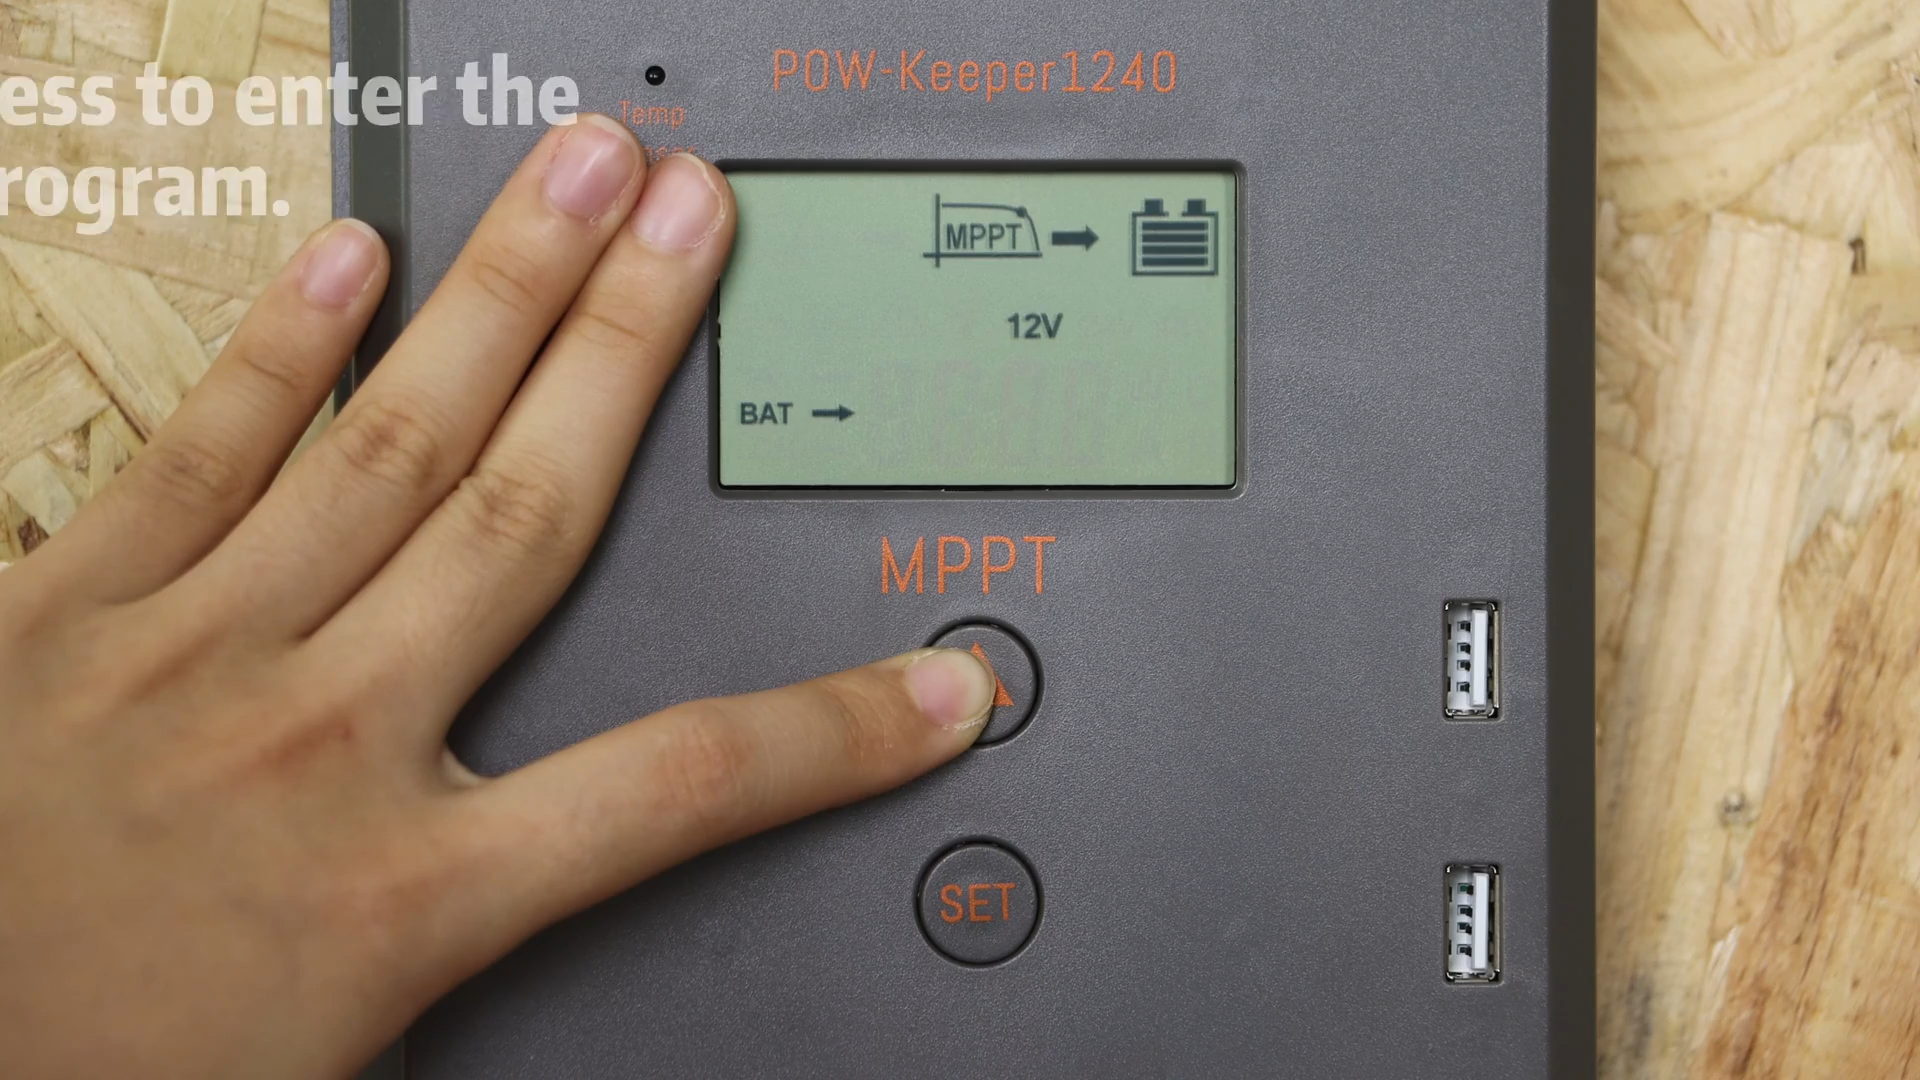 ess to enter the
rogram.
POW-Keeper1240
Temp
MPPT
12V
BAT
MPPT
SET